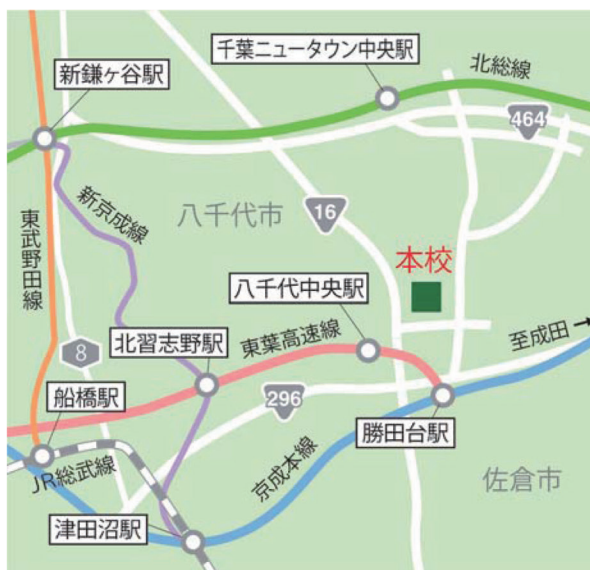 千葉ニュータウン中央駅
北総線
新鎌ヶ谷駅
464
新京成線
八千代市
16
東武野田線
本校
八千代中央駅
至成田→
東葉高速線
北習志野駅
8
296
船橋駅
勝田台駅
JR総武線
京成本線
佐倉市
津田沼駅